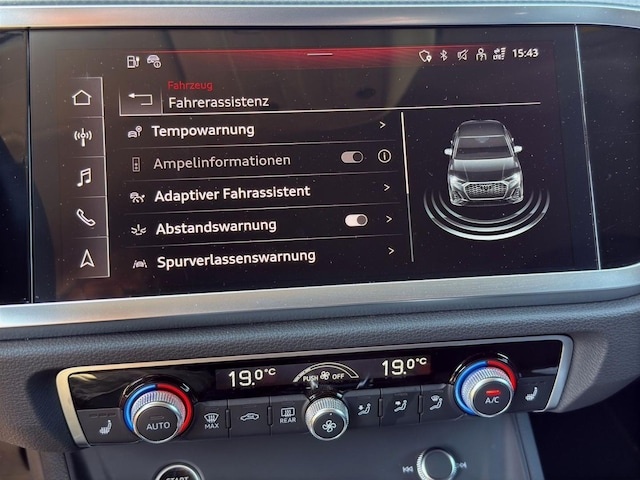 15:43
Fahrzeug
Fahrerassistenz
Tempowarnung
Ampelinformationen
Adaptiver Fahrassistent
Abstandswarnung
Spurverlassenswarnung
19.0°C
PUSH OFF
19.0°C
AUTO
MAX
REAR
A/C
START